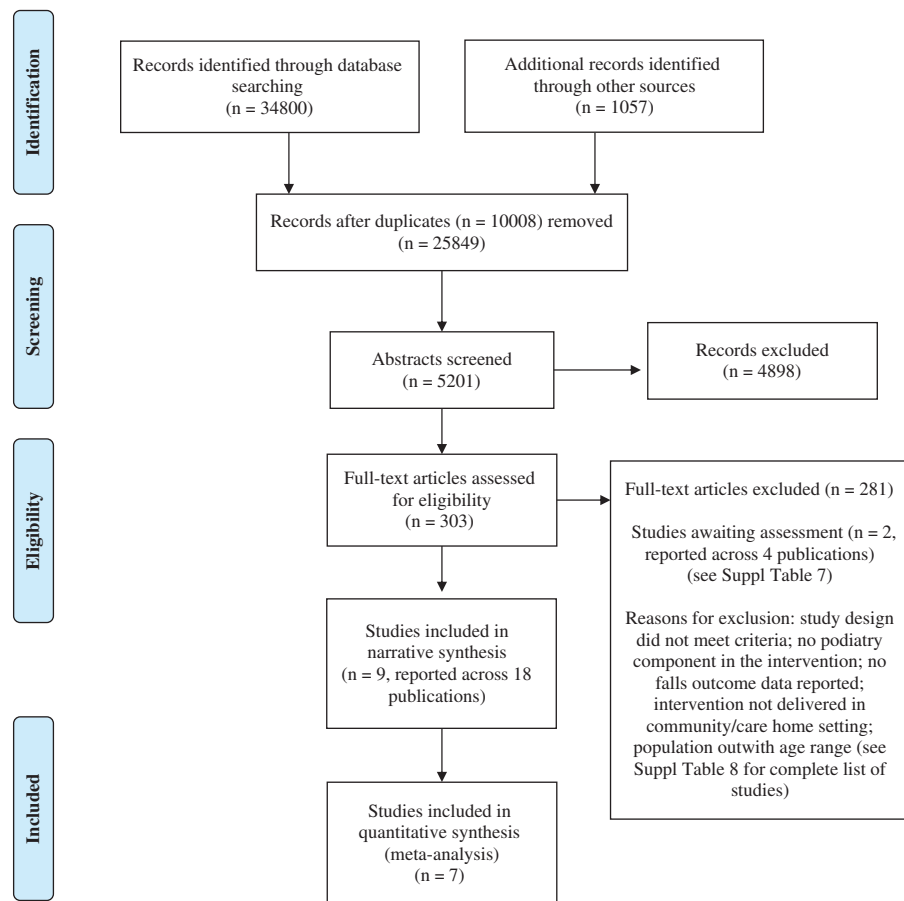 Identification
Records identified through database
searching
(n = 34800)
Additional records identified
through other sources
(n = 1057)
Records after duplicates (n = 10008) removed
(n = 25849)
Screening
Abstracts screened
(n = 5201)
Records excluded
(n = 4898)
Eligibility
Full-text articles assessed
for eligibility
(n = 303)
Full-text articles excluded (n = 281)
Studies awaiting assessment (n = 2,
reported across 4 publications)
(see Suppl Table 7)
Reasons for exclusion: study design
did not meet criteria; no podiatry
component in the intervention; no
falls outcome data reported;
intervention not delivered in
community/care home setting;
population outwith age range (see
Suppl Table 8 for complete list of
studies)
Studies included in
narrative synthesis
(n = 9, reported across 18
publications)
Included
Studies included in
quantitative synthesis
(meta-analysis)
n = 7)